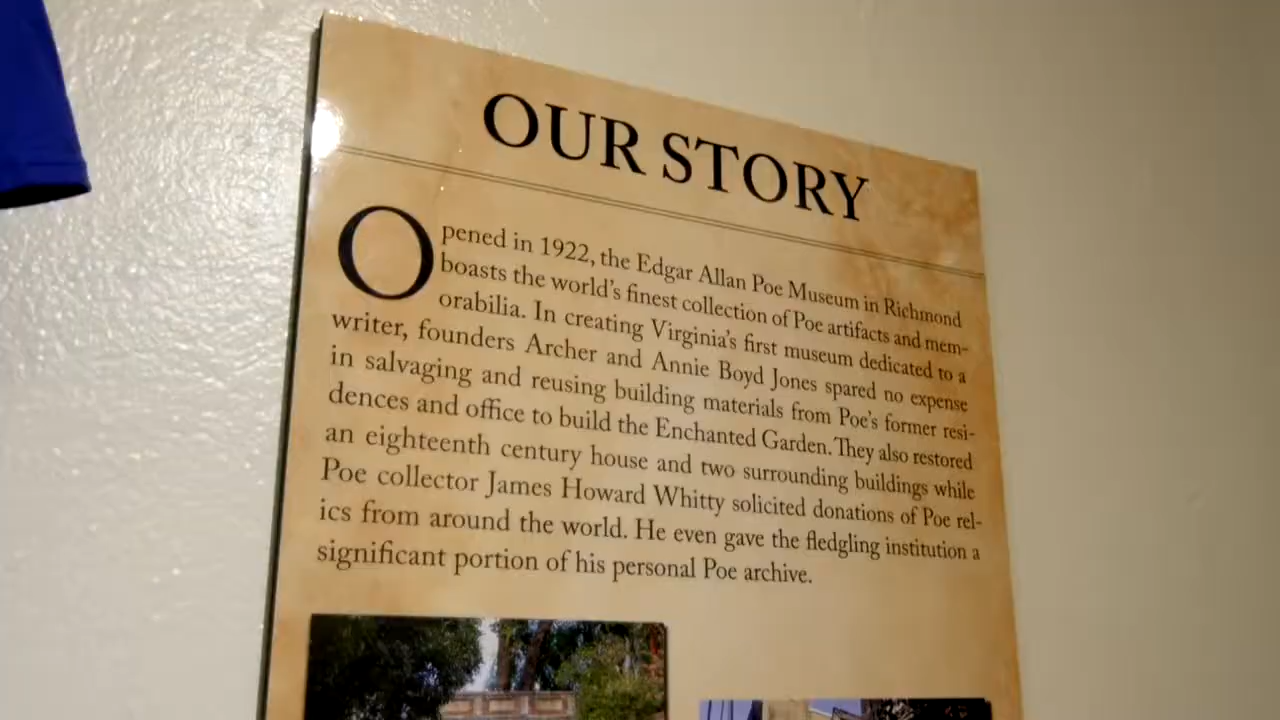 OUR STORY
Opened in 1922, the Edgar Allan Poe Museum in Richmond
boasts the world's finest collection of Poe artifacts and mem-
orabilia. In creating Virginia's first museum dedicated to a
writer, founders Archer and Annie Boyd Jones spared no expense
in salvaging and reusing building materials from Poe's former resi-
dences and office to build the Enchanted Garden. They also restored
an eighteenth century house and two surrounding buildings while
Poe collector James Howard Whitty solicited donations of Poe rel-
ics from around the world. He even gave the fledgling institution a
significant portion of his personal Poe archive.